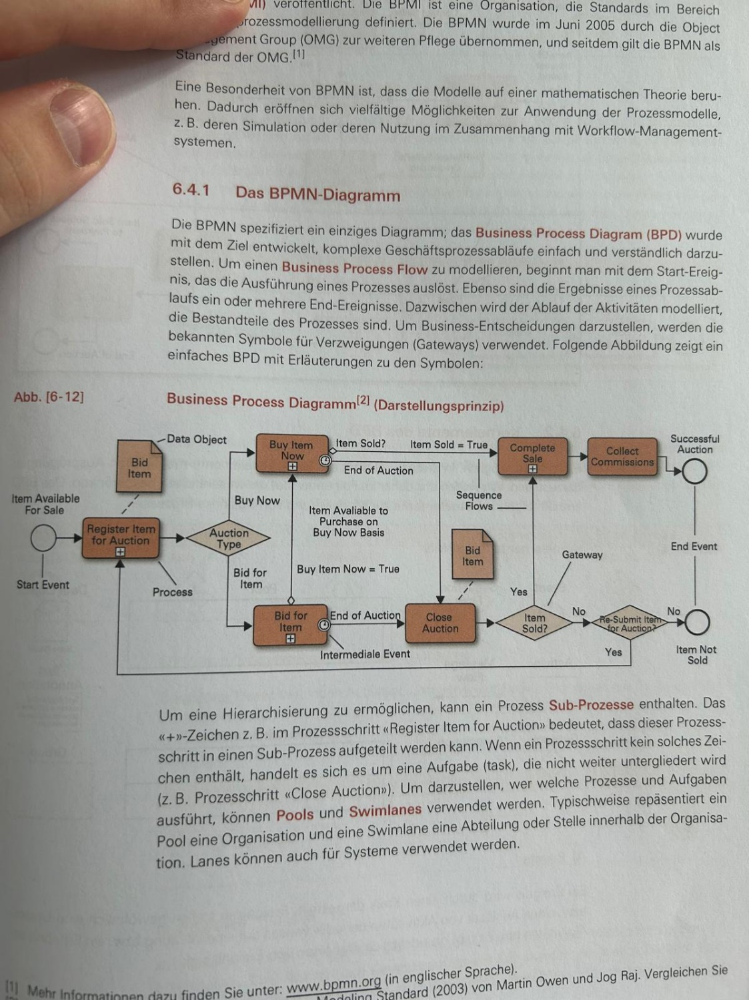 veröffentlicht. Die BPMI ist eine Organisation, die Standards im Bereich
rozessmodellierung definiert. Die BPMN wurde im Juni 2005 durch die Object
gement Group (OMG) zur weiteren Pflege übernommen, und seitdem gilt die BPMN als
Standard der OMG.[1]
Eine Besonderheit von BPMN ist, dass die Modelle auf einer mathematischen Theorie beru-
hen. Dadurch eröffnen sich vielfältige Möglichkeiten zur Anwendung der Prozessmodelle,
z. B. deren Simulation oder deren Nutzung im Zusammenhang mit Workflow-Management-
systemen.
6.4.1 Das BPMN-Diagramm
Die BPMN spezifiziert ein einziges Diagramm; das Business Process Diagram (BPD) wurde
mit dem Ziel entwickelt, komplexe Geschäftsprozessabläufe einfach und verständlich darzu-
stellen. Um einen Business Process Flow zu modellieren, beginnt man mit dem Start-Ereig-
nis, das die Ausführung eines Prozesses auslöst. Ebenso sind die Ergebnisse eines Prozessab-
laufs ein oder mehrere End-Ereignisse. Dazwischen wird der Ablauf der Aktivitäten modelliert,
die Bestandteile des Prozesses sind. Um Business-Entscheidungen darzustellen, werden die
bekannten Symbole für Verzweigungen (Gateways) verwendet. Folgende Abbildung zeigt ein
einfaches BPD mit Erläuterungen zu den Symbolen:
Abb. [6-12] Business Process Diagramm[2] (Darstellungsprinzip)
Data Object
Bid
Item
Item Available
For Sale
Start Event
Register Item
for Auction
Process
Auction
Type
Buy Now
Bid for
Item
Buy Item
Now
Item Sold?
Item Sold = True
End of Auction
Item Avaliable to
Purchase on
Buy Now Basis
Buy Item Now = True
Bid for
Item
End of Auction
Intermediale Event
Close
Auction
Bid
Item
Sequence
Flows
Complete
Sale
Collect
Commissions
Successful
Auction
End Event
Gateway
Yes
Item
Sold?
No
Re-Submit Item
for Auction?
No
Yes
Item Not
Sold
Um eine Hierarchisierung zu ermöglichen, kann ein Prozess Sub-Prozesse enthalten. Das
«+»-Zeichen z. B. im Prozessschritt «Register Item for Auction» bedeutet, dass dieser Prozess-
schritt in einen Sub-Prozess aufgeteilt werden kann. Wenn ein Prozessschritt kein solches Zei-
chen enthält, handelt es sich es um eine Aufgabe (task), die nicht weiter untergliedert wird
(z. B. Prozesschritt «Close Auction»). Um darzustellen, wer welche Prozesse und Aufgaben
ausführt, können Pools und Swimlanes verwendet werden. Typischweise repäsentiert ein
Pool eine Organisation und eine Swimlane eine Abteilung oder Stelle innerhalb der Organisa-
tion. Lanes können auch für Systeme verwendet werden.
[1] Mehr Informationen dazu finden Sie unter: www.bpmn.org (in englischer Sprache).
Modeling Standard (2003) von Martin Owen und Jog Raj. Vergleichen Sie